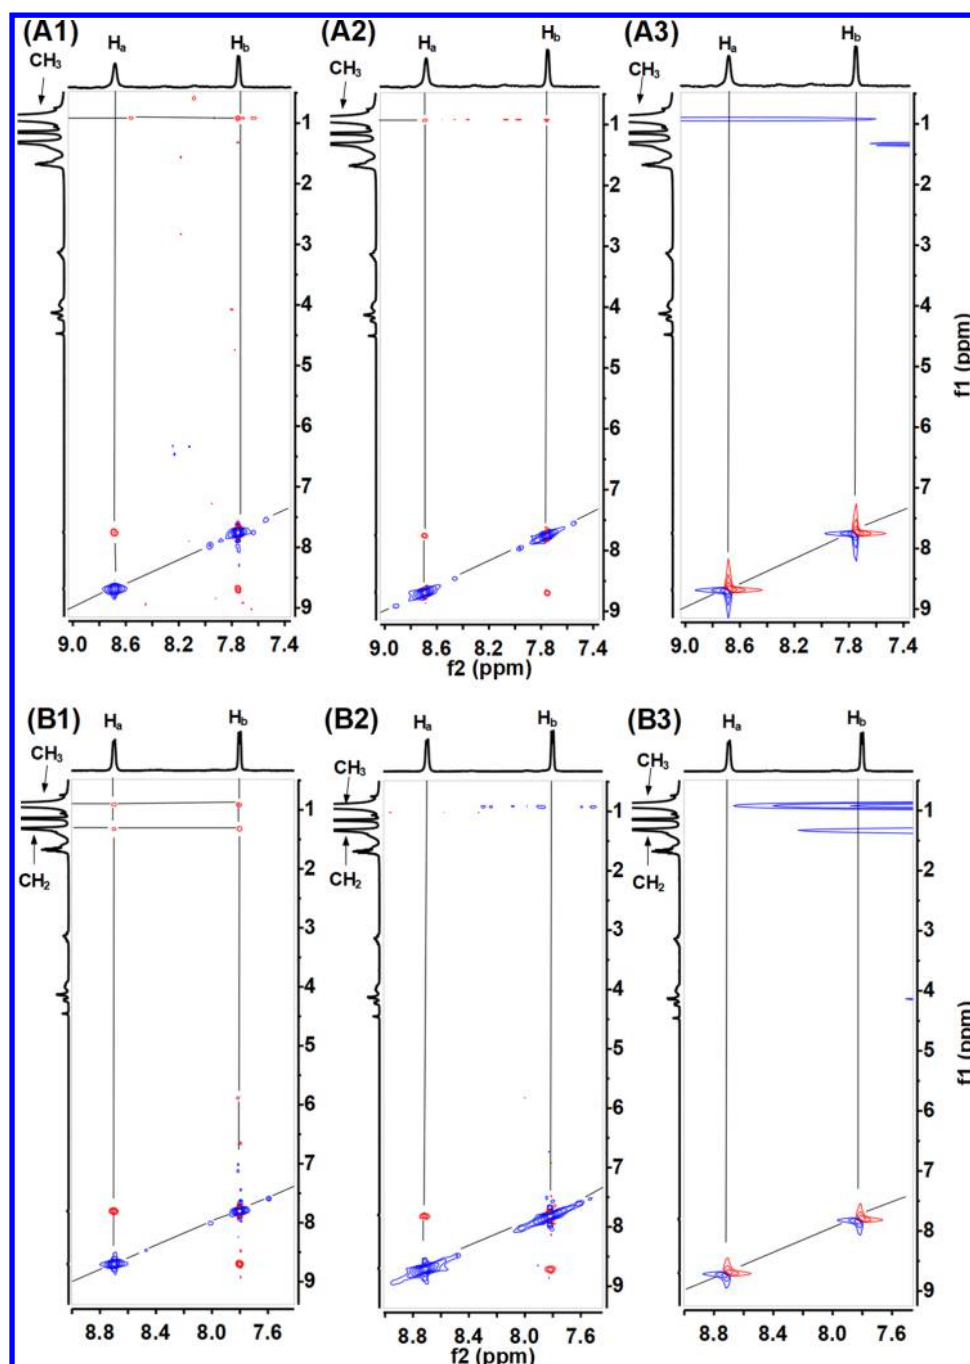 (A1) (A2) (A3)
Ha Hb Ha Hb Ha Hb
CH3 CH3 CH3
1 1 1
2 2 2
3 3 3
4 4 4
5 5 5
6 6 6
7 7 7
8 8 8
9 9 9
f1 (ppm)
9.0 8.6 8.2 7.8 7.4 9.0 8.6 8.2 7.8 7.4 9.0 8.6 8.2 7.8 7.4
f2 (ppm)
(B1) (B2) (B3)
Ha Hb Ha Hb Ha Hb
CH3 CH3 CH3
CH2 CH2 CH2
1 1 1
2 2 2
3 3 3
4 4 4
5 5 5
6 6 6
7 7 7
8 8 8
9 9 9
f1 (ppm)
8.8 8.4 8.0 7.6 8.8 8.4 8.0 7.6 8.8 8.4 8.0 7.6
f2 (ppm)